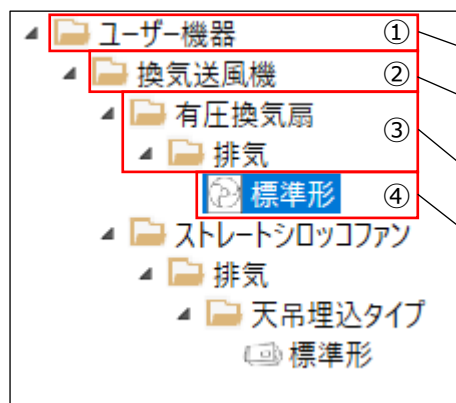 ユーザー機器 ①
換気送風機 ②
有圧換気扇 ③
排気
標準形 ④
ストレートシロッコファン
排気
天吊埋込タイプ
標準形